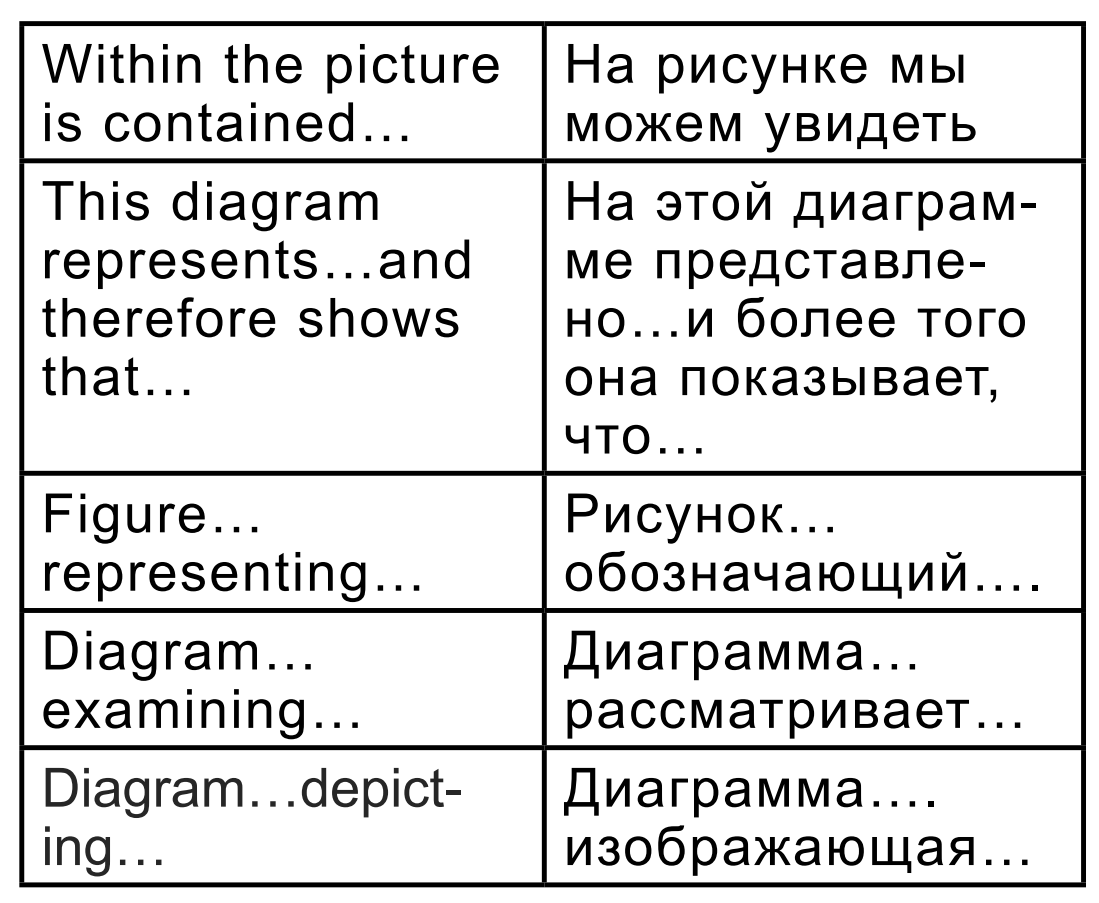 Within the picture
is contained…
На рисунке мы
можем увидеть
This diagram
represents…and
therefore shows
that…
На этой диаграм-
ме представле-
но…и более того
она показывает,
что…
Figure…
representing…
Рисунок…
обозначающий….
Diagram…
examining…
Диаграмма…
рассматривает…
Diagram…depict-
ing…
Диаграмма….
изображающая…